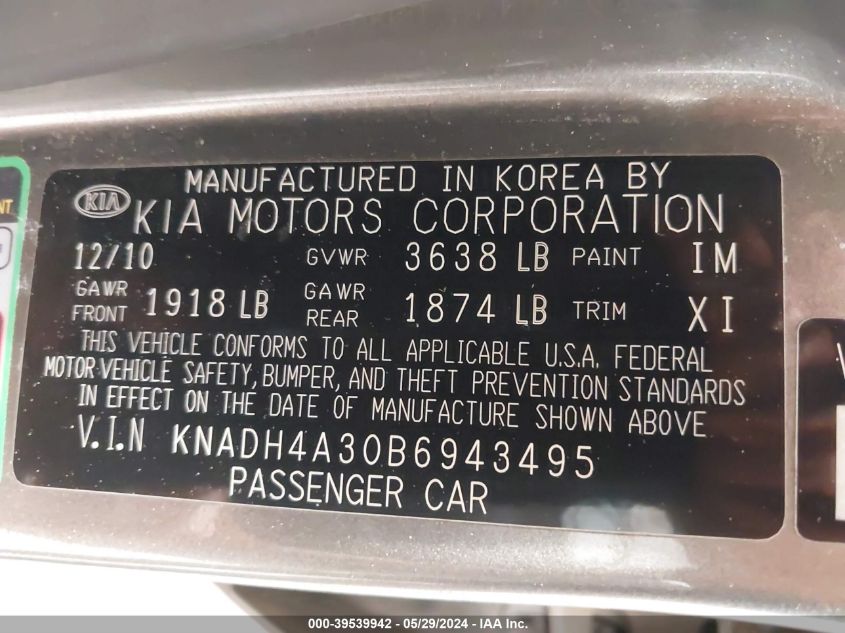 MANUFACTURED IN KOREA BY
KIA KIA MOTORS CORPORATION
12/10 GVWR 3638 LB PAINT IM
GAWR FRONT 1918 LB GAWR REAR 1874 LB TRIM XI
THIS VEHICLE CONFORMS TO ALL APPLICABLE U.S.A. FEDERAL
MOTOR VEHICLE SAFETY, BUMPER, AND THEFT PREVENTION STANDARDS
IN EFFECT ON THE DATE OF MANUFACTURE SHOWN ABOVE
V.I.N KNADH4A30B6943495
PASSENGER CAR
000-39539942 - 05/29/2024 - IAA Inc.